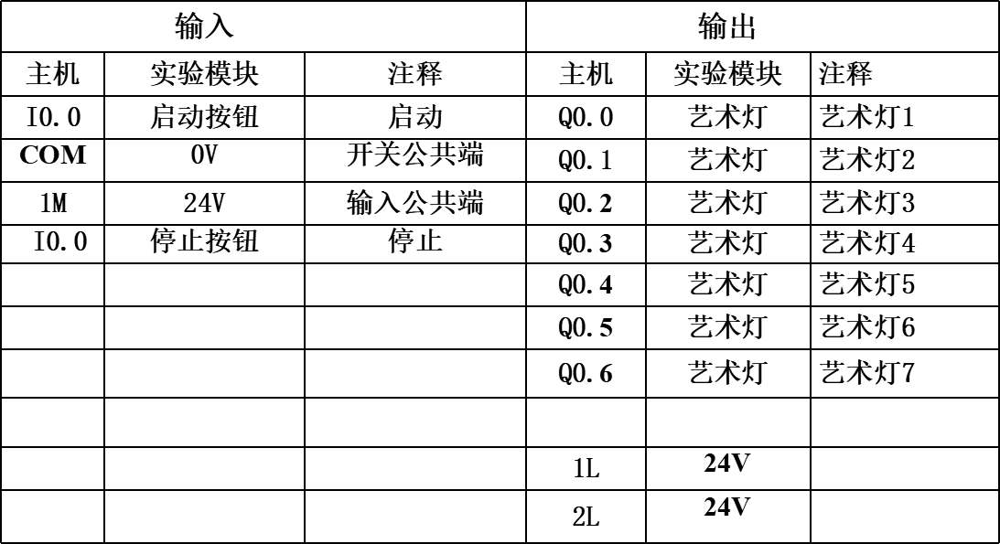 输入 输出
主机 实验模块 注释 主机 实验模块 注释
I0.0 启动按钮 启动 Q0.0 艺术灯 艺术灯1
COM 0V 开关公共端 Q0.1 艺术灯 艺术灯2
1M 24V 输入公共端 Q0.2 艺术灯 艺术灯3
I0.0 停止按钮 停止 Q0.3 艺术灯 艺术灯4
Q0.4 艺术灯 艺术灯5
Q0.5 艺术灯 艺术灯6
Q0.6 艺术灯 艺术灯7
1L 24V
2L 24V